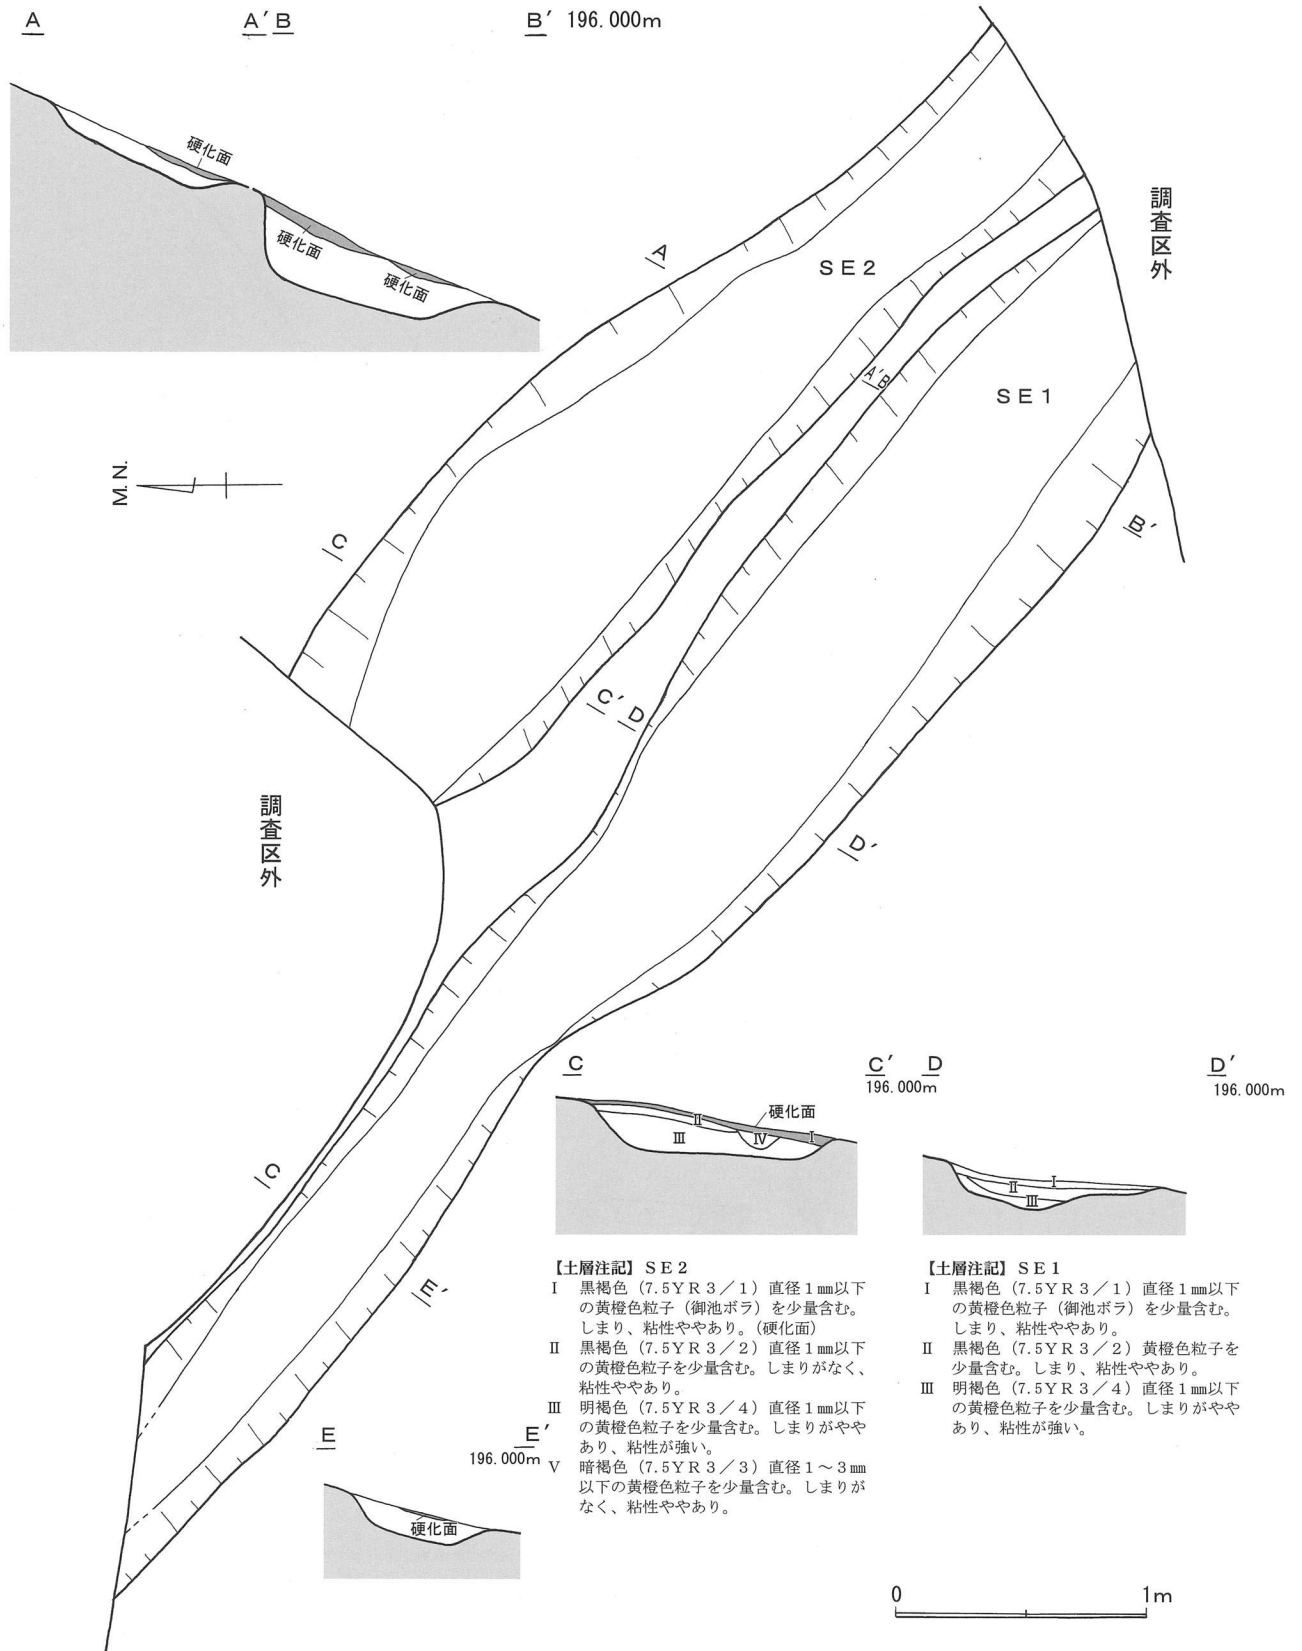 A
A' B
B' 196.000m
硬化面
硬化面
硬化面
M.N.
A
SE2
調査区外
A' B
SE1
B'
C
C' D
D'
調査区外
C
E'
C
C'
196.000m
硬化面
Ⅱ
Ⅲ
Ⅳ
Ⅰ
D
D'
196.000m
Ⅰ
Ⅱ
Ⅲ
【土層注記】SE2
Ⅰ 黒褐色（7.5YR3／1）直径1㎜以下
の黄橙色粒子（御池ボラ）を少量含む。
しまり、粘性ややあり。（硬化面）
Ⅱ 黒褐色（7.5YR3／2）直径1㎜以下
の黄橙色粒子を少量含む。しまりがなく、
粘性ややあり。
Ⅲ 明褐色（7.5YR3／4）直径1㎜以下
の黄橙色粒子を少量含む。しまりがやや
あり、粘性が強い。
Ⅴ 暗褐色（7.5YR3／3）直径1～3㎜
以下の黄橙色粒子を少量含む。しまりが
なく、粘性ややあり。
【土層注記】SE1
Ⅰ 黒褐色（7.5YR3／1）直径1㎜以下
の黄橙色粒子（御池ボラ）を少量含む。
しまり、粘性ややあり。
Ⅱ 黒褐色（7.5YR3／2）黄橙色粒子を
少量含む。しまり、粘性ややあり。
Ⅲ 明褐色（7.5YR3／4）直径1㎜以下
の黄橙色粒子を少量含む。しまりがやや
あり、粘性が強い。
E
E'
196.000m
硬化面
0 1m